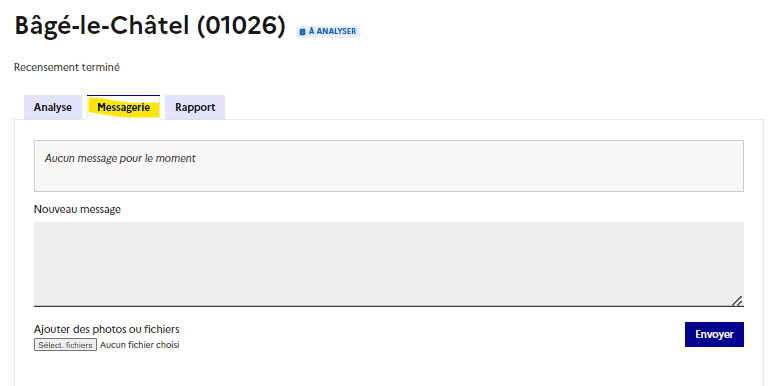 Bâgé-le-Châtel (01026) À ANALYSER
Recensement terminé
Analyse Messagerie Rapport
Aucun message pour le moment
Nouveau message
Ajouter des photos ou fichiers
Envoyer
Sélect. fichiers Aucun fichier choisi